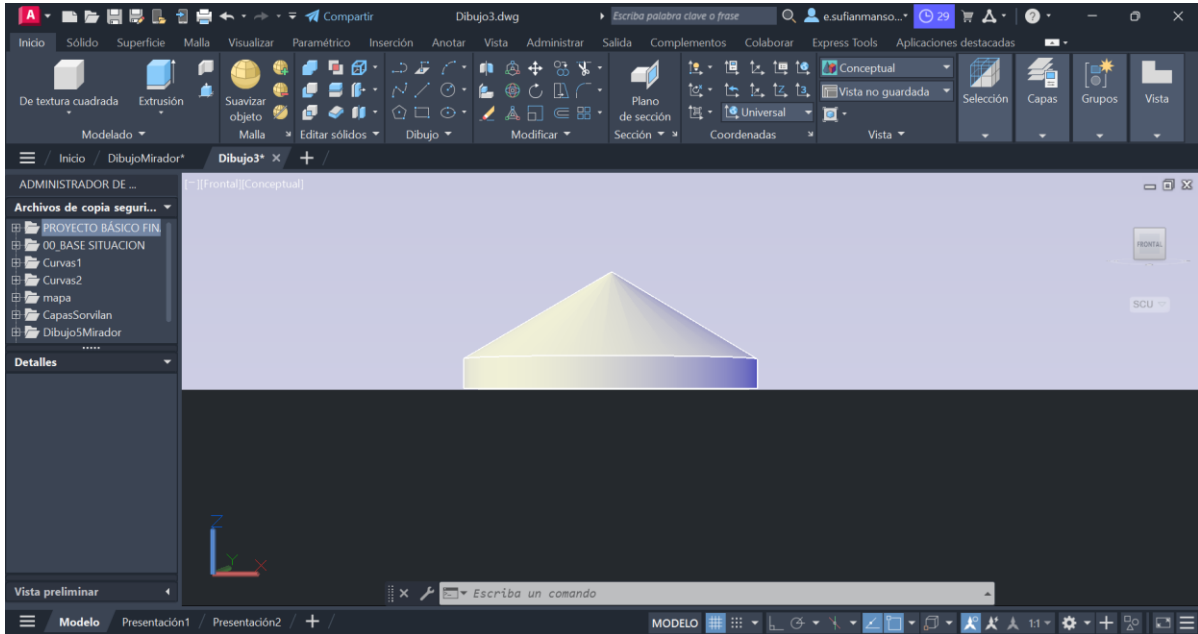 A Compartir Dibujo3.dwg Escriba palabra clave o frase e.sufianmanso... 29
Inicio Sólido Superficie Malla Visualizar Paramétrico Inserción Anotar Vista Administrar Salida Complementos Colaborar Express Tools Aplicaciones destacadas
De textura cuadrada Extrusión Suavizar objeto Plano de sección Universal Conceptual Vista no guardada Selección Capas Grupos Vista
Modelado Malla Editar sólidos Dibujo Modificar Sección Coordenadas Vista
Inicio / DibujoMirador* Dibujo3*
ADMINISTRADOR DE ... [−][Frontal][Conceptual]
Archivos de copia seguri...
PROYECTO BÁSICO FIN.
00_BASE SITUACION FRONTAL
Curvas1
Curvas2
mapa SCU
CapasSorvilan
Dibujo5Mirador
Detalles
Z
Y X
Vista preliminar Escriba un comando
Modelo Presentación1 Presentación2 MODELO 1:1